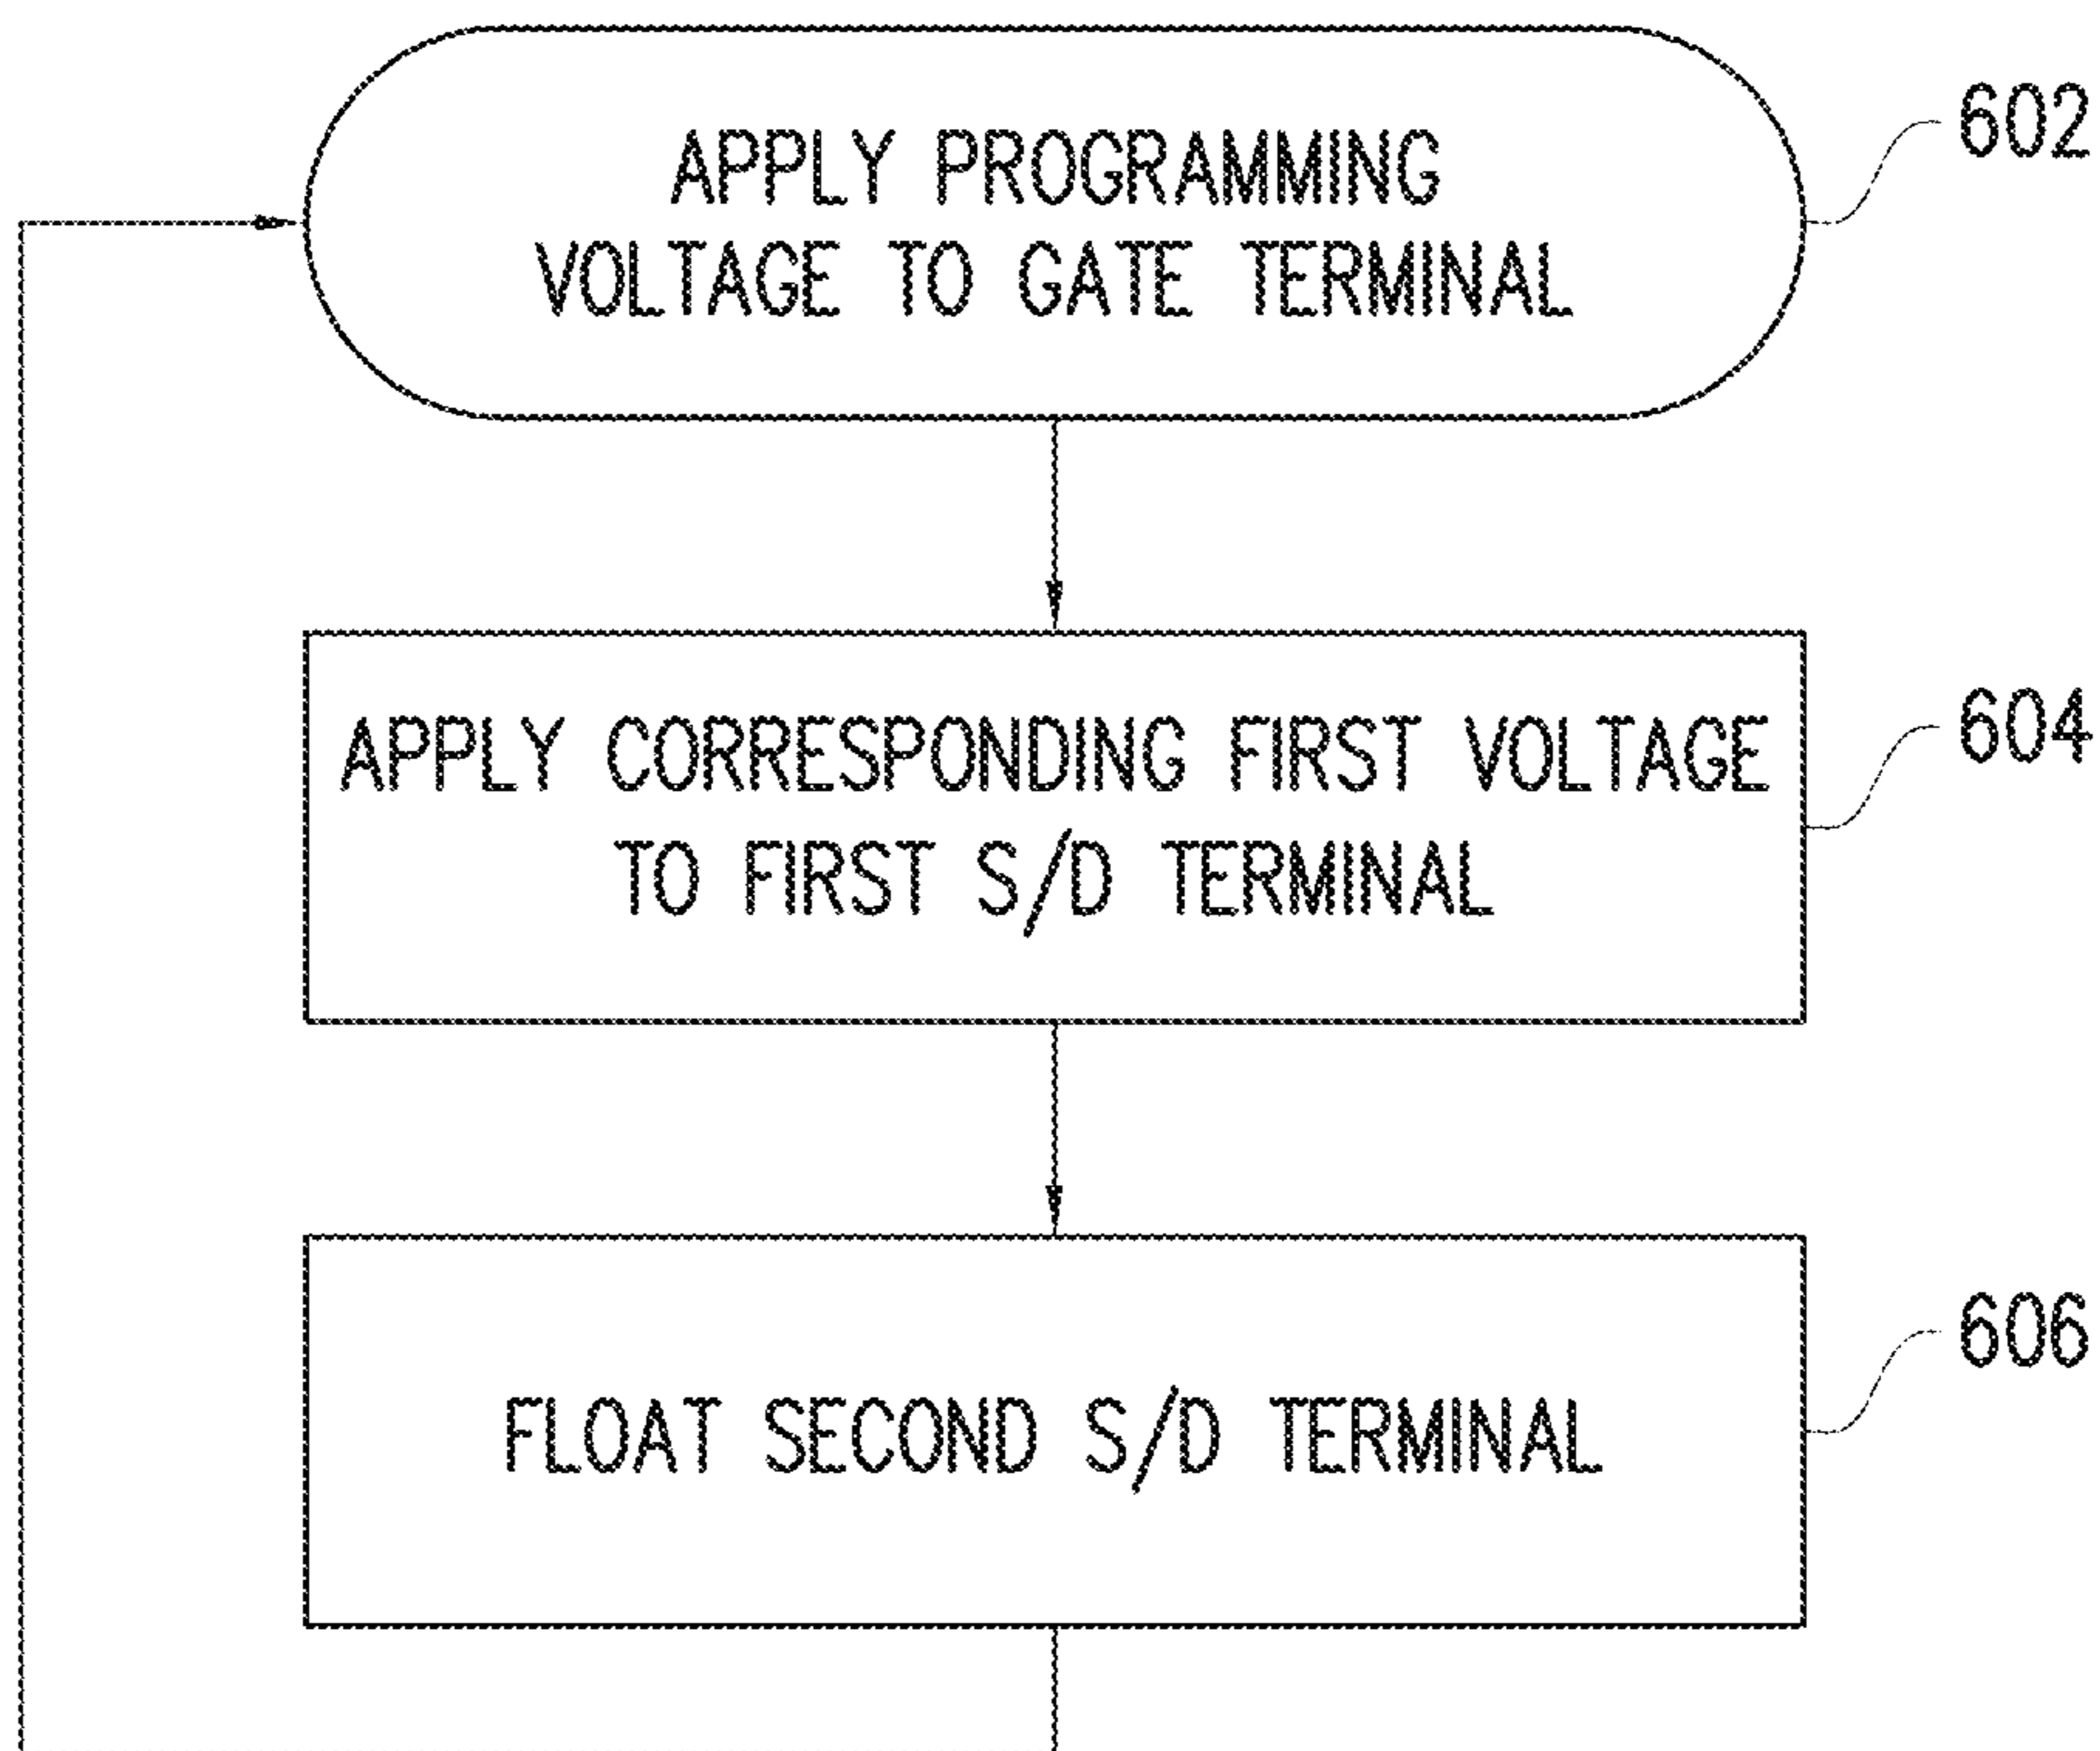 APPLY PROGRAMMING
VOLTAGE TO GATE TERMINAL
602
APPLY CORRESPONDING FIRST VOLTAGE
TO FIRST S/D TERMINAL
604
FLOAT SECOND S/D TERMINAL
606